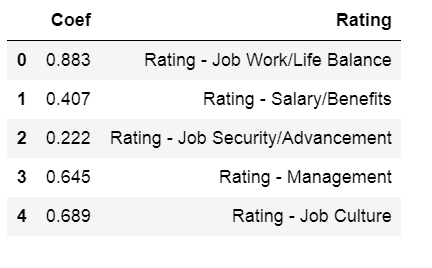 Coef Rating
0 0.883 Rating - Job Work/Life Balance
1 0.407 Rating - Salary/Benefits
2 0.222 Rating - Job Security/Advancement
3 0.645 Rating - Management
4 0.689 Rating - Job Culture